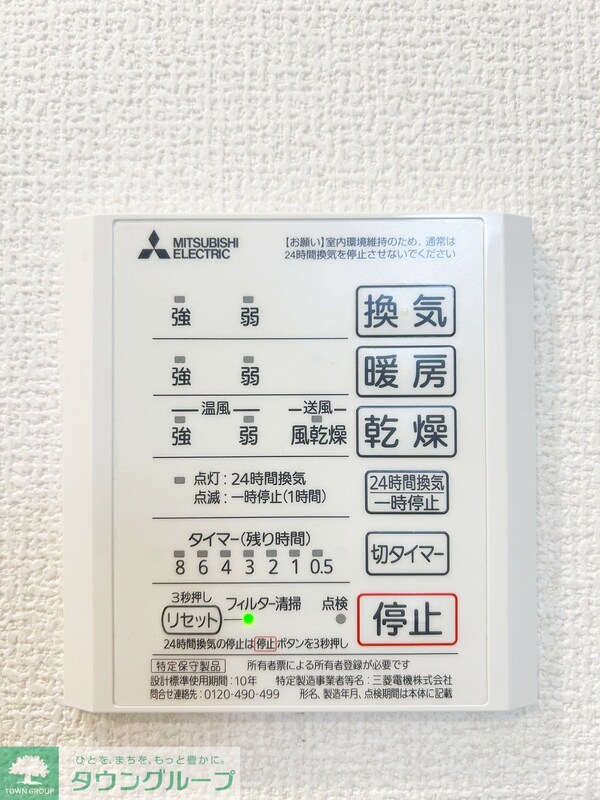 MITSUBISHI
ELECTRIC
【お願い】室内環境維持のため、通常は
24時間換気を停止させないでください
強 弱 換気
強 弱 暖房
温風 送風
強 弱 風乾燥 乾燥
点灯：24時間換気
点滅：一時停止(1時間)
24時間換気
一時停止
タイマー(残り時間)
8 6 4 3 2 1 0.5
切タイマー
3秒押し
リセット フィルター清掃 点検
停止
24時間換気の停止は停止ボタンを3秒押し
特定保守製品 所有者票による所有者登録が必要です
設計標準使用期間：10年 特定製造事業者等名：三菱電機株式会社
問合せ連絡先：0120-490-499 形名、製造年月、点検期間は本体に記載
TOWN GROUP
ひとを、まちを、もっと豊かに。
タウングループ